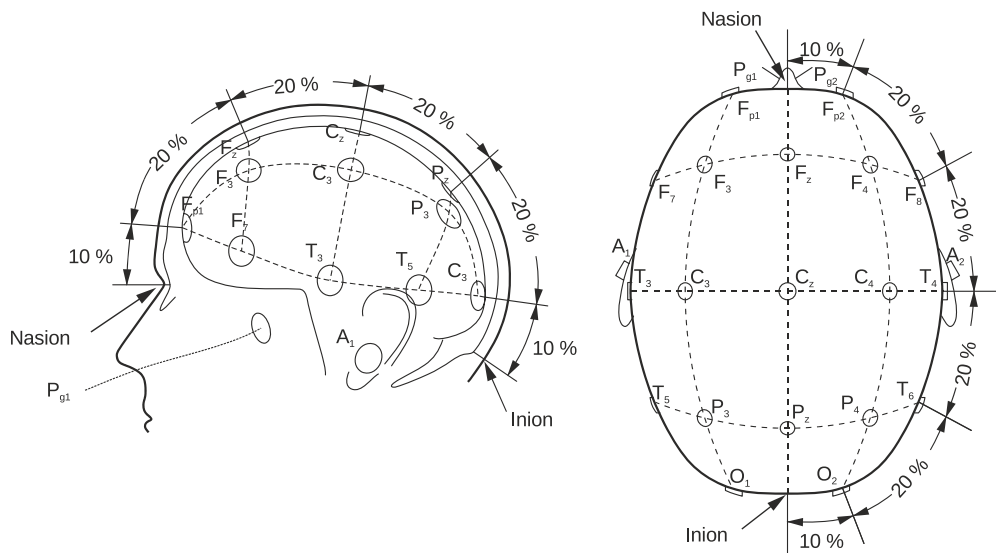 20 %
20 %
20 %
20 %
10 %
10 %
Fz
Cz
F3
C3
Pz
P3
Fp1
F7
T3
T5
C3
A1
Pg1
Nasion
Inion
Nasion
10 %
20 %
20 %
20 %
20 %
10 %
Pg1
Pg2
Fp1
Fp2
F7
F3
Fz
F4
F8
A1
A2
T3
C3
Cz
C4
T4
T5
P3
Pz
P4
T6
O1
O2
Inion